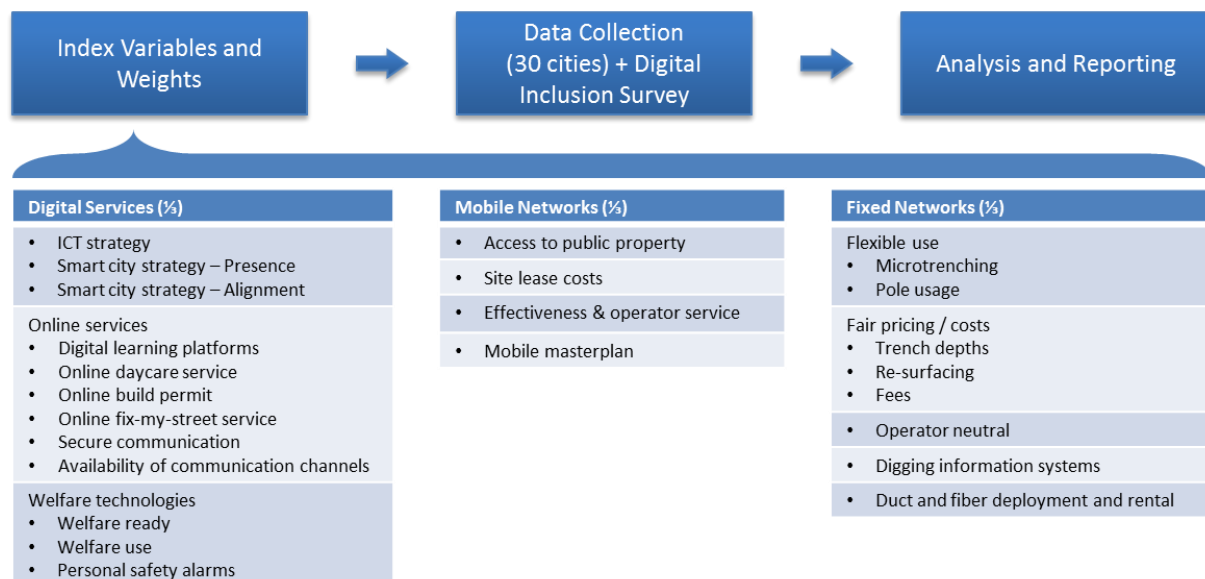 Index Variables and
Weights
Data Collection
(30 cities) + Digital
Inclusion Survey
Analysis and Reporting
Digital Services (⅓)
• ICT strategy
• Smart city strategy – Presence
• Smart city strategy – Alignment
Online services
• Digital learning platforms
• Online daycare service
• Online build permit
• Online fix-my-street service
• Secure communication
• Availability of communication channels
Welfare technologies
• Welfare ready
• Welfare use
• Personal safety alarms
Mobile Networks (⅓)
• Access to public property
• Site lease costs
• Effectiveness & operator service
• Mobile masterplan
Fixed Networks (⅓)
Flexible use
• Microtrenching
• Pole usage
Fair pricing / costs
• Trench depths
• Re-surfacing
• Fees
• Operator neutral
• Digging information systems
• Duct and fiber deployment and rental